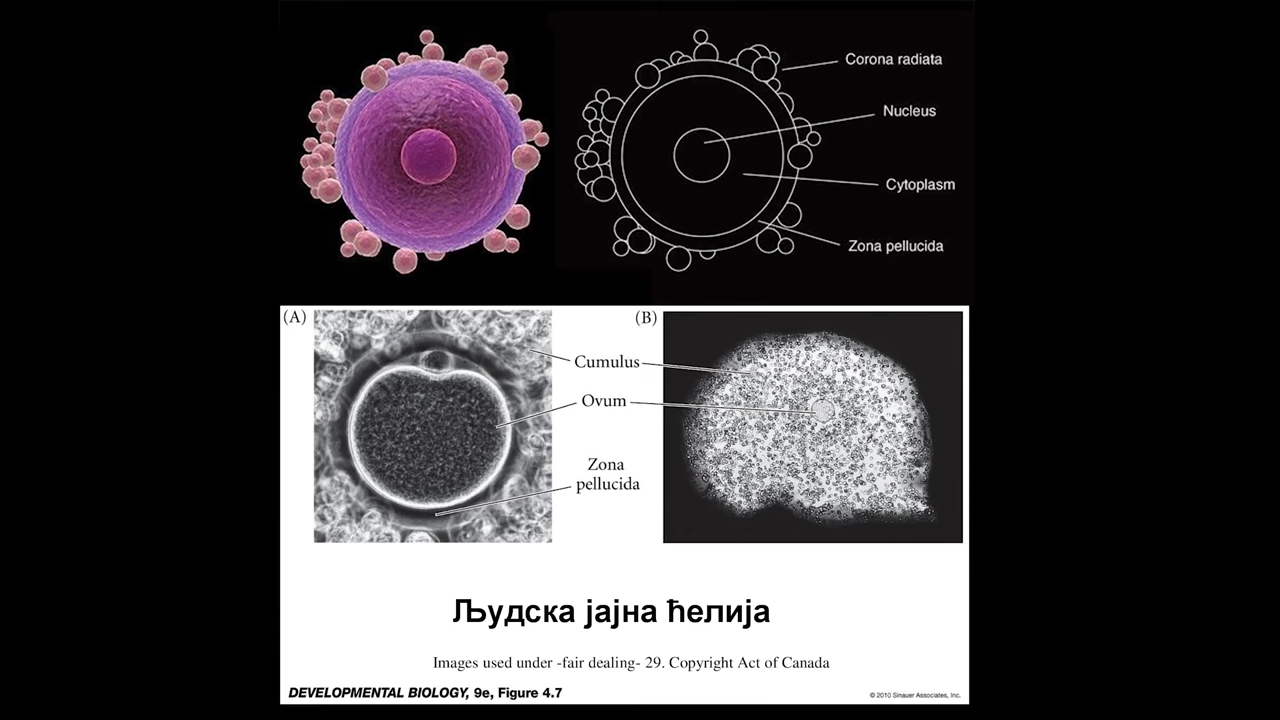 Corona radiata
Nucleus
Cytoplasm
Zona pellucida
(A)
(B)
Cumulus
Ovum
Zona
pellucida
Људска јајна ћелија
Images used under -fair dealing- 29. Copyright Act of Canada
DEVELOPMENTAL BIOLOGY, 9e, Figure 4.7
© 2010 Sinauer Associates, Inc.